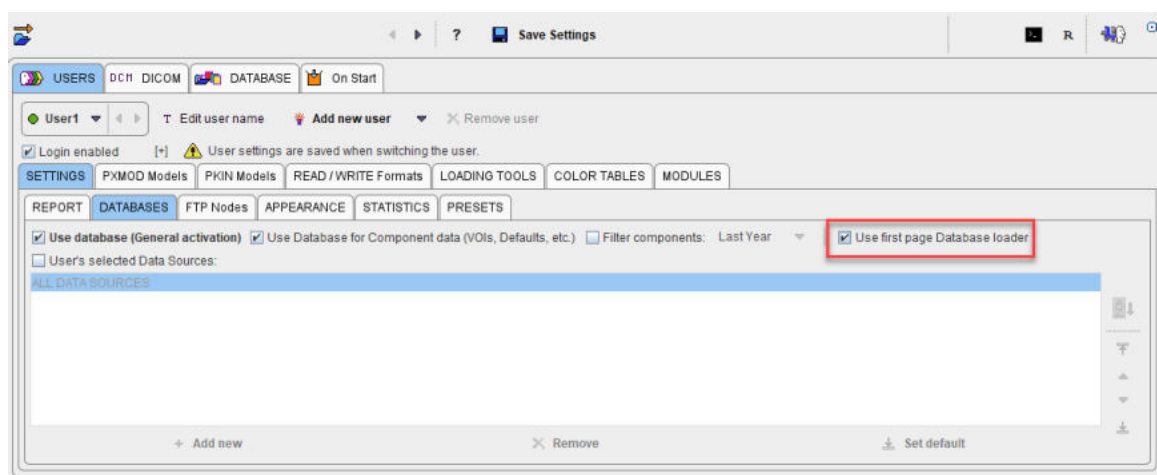 ? Save Settings R
USERS DCM DICOM DATABASE On Start
User1 T Edit user name Add new user Remove user
Login enabled [+] User settings are saved when switching the user.
SETTINGS PXMOD Models PKIN Models READ / WRITE Formats LOADING TOOLS COLOR TABLES MODULES
REPORT DATABASES FTP Nodes APPEARANCE STATISTICS PRESETS
Use database (General activation) Use Database for Component data (VOIs, Defaults, etc.) Filter components: Last Year Use first page Database loader
User's selected Data Sources:
ALL DATA SOURCES
+ Add new Remove Set default